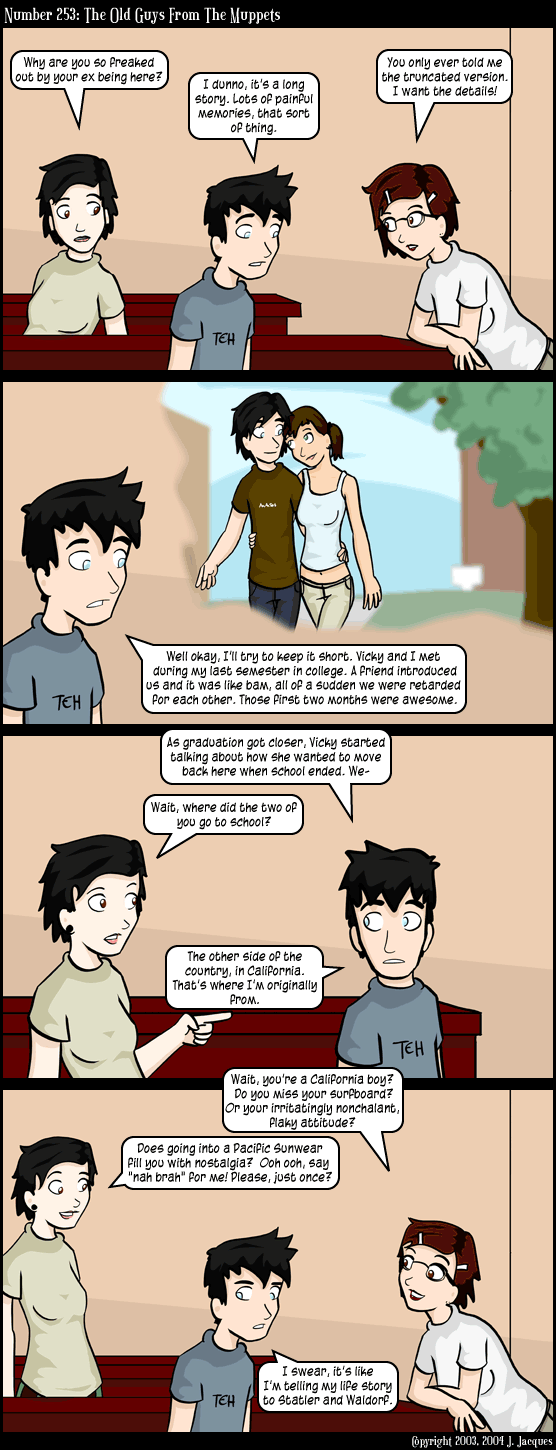 Number 253: The Old Guys From The Muppets
Why are you so freaked
out by your ex being here?
I dunno, it's a long
story. Lots of painful
memories, that sort
of thing.
You only ever told me
the truncated version.
I want the details!
TEH
Well okay, I'll try to keep it short. Vicky and I met
during my last semester in college. A friend introduced
us and it was like bam, all of a sudden we were retarded
for each other. Those first two months were awesome.
TEH
As graduation got closer, Vicky started
talking about how she wanted to move
back here when school ended. We-
Wait, where did the two of
you go to school?
The other side of the
country, in California.
That's where I'm originally
from.
TEH
Wait, you're a California boy?
Do you miss your surfboard?
Or your irritatingly nonchalant,
flaky attitude?
Does going into a Pacific Sunwear
fill you with nostalgia? Ooh ooh, say
"nah brah" for me! Please, just once?
I swear, it's like
I'm telling my life story
to Statler and Waldorf.
TEH
Copyright 2003, 2004 J. Jacques